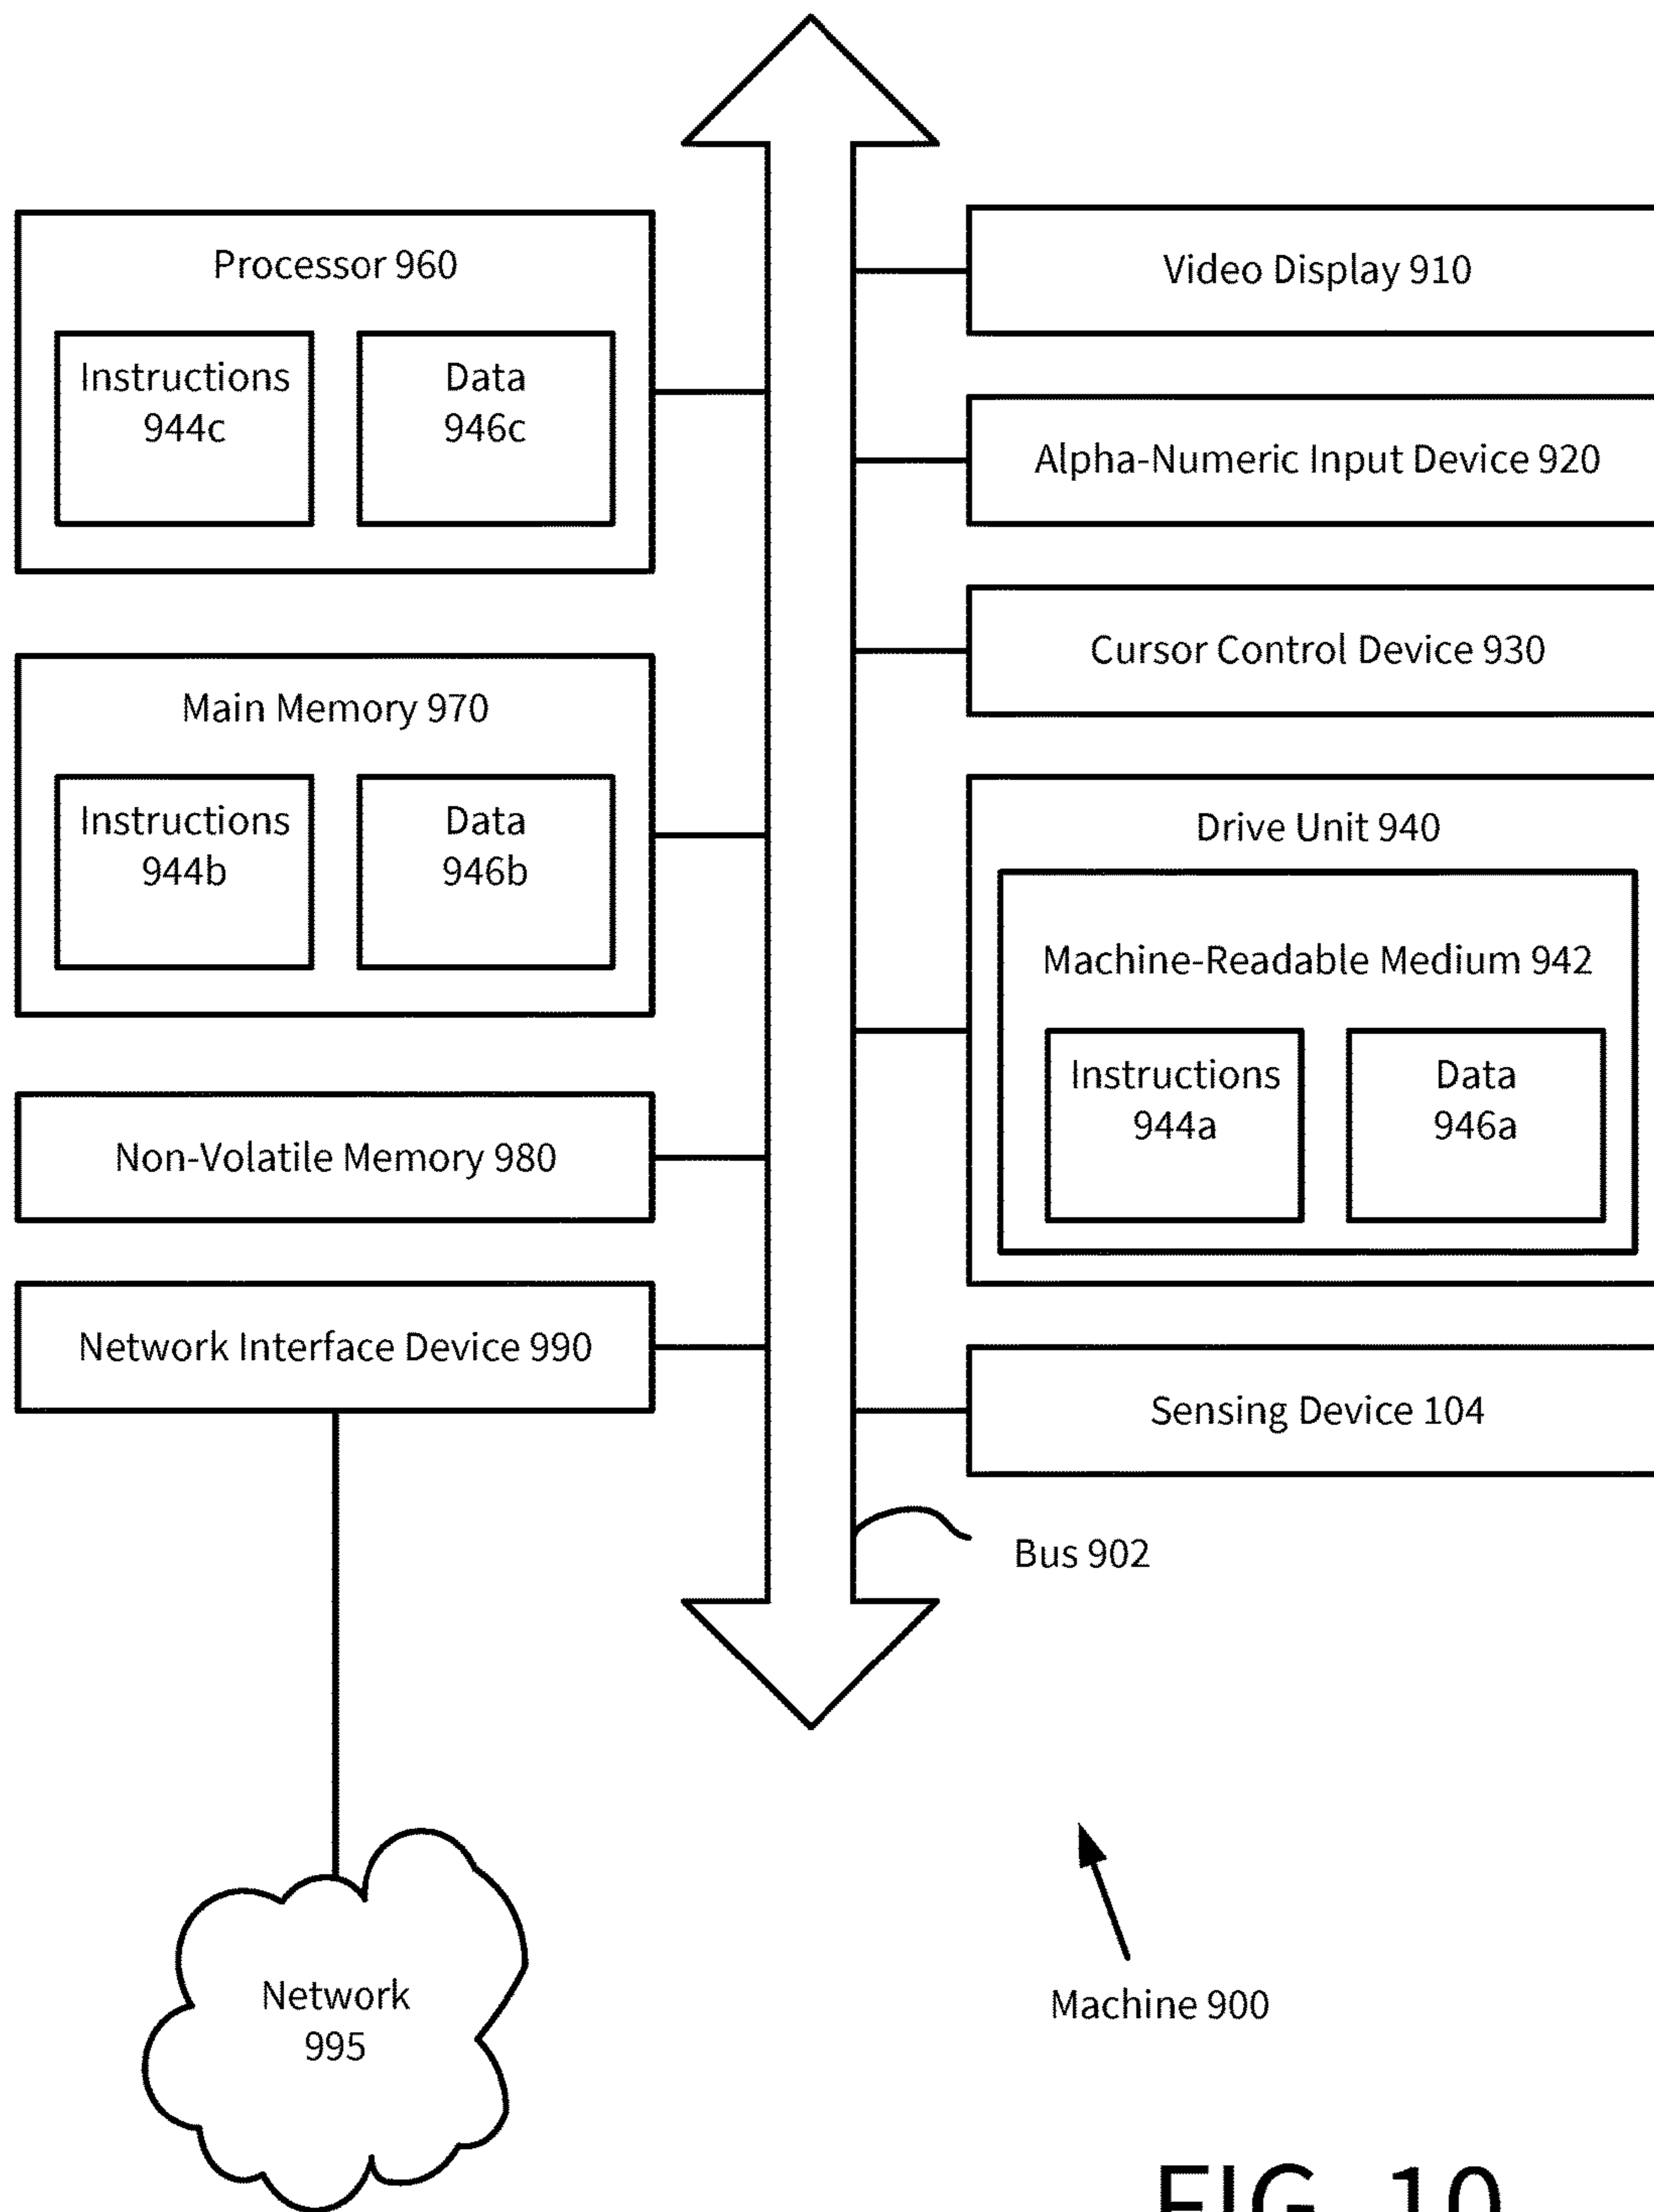 Processor 960
Instructions
944c
Data
946c
Main Memory 970
Instructions
944b
Data
946b
Non-Volatile Memory 980
Network Interface Device 990
Network
995
Video Display 910
Alpha-Numeric Input Device 920
Cursor Control Device 930
Drive Unit 940
Machine-Readable Medium 942
Instructions
944a
Data
946a
Sensing Device 104
Bus 902
Machine 900
FIG. 10